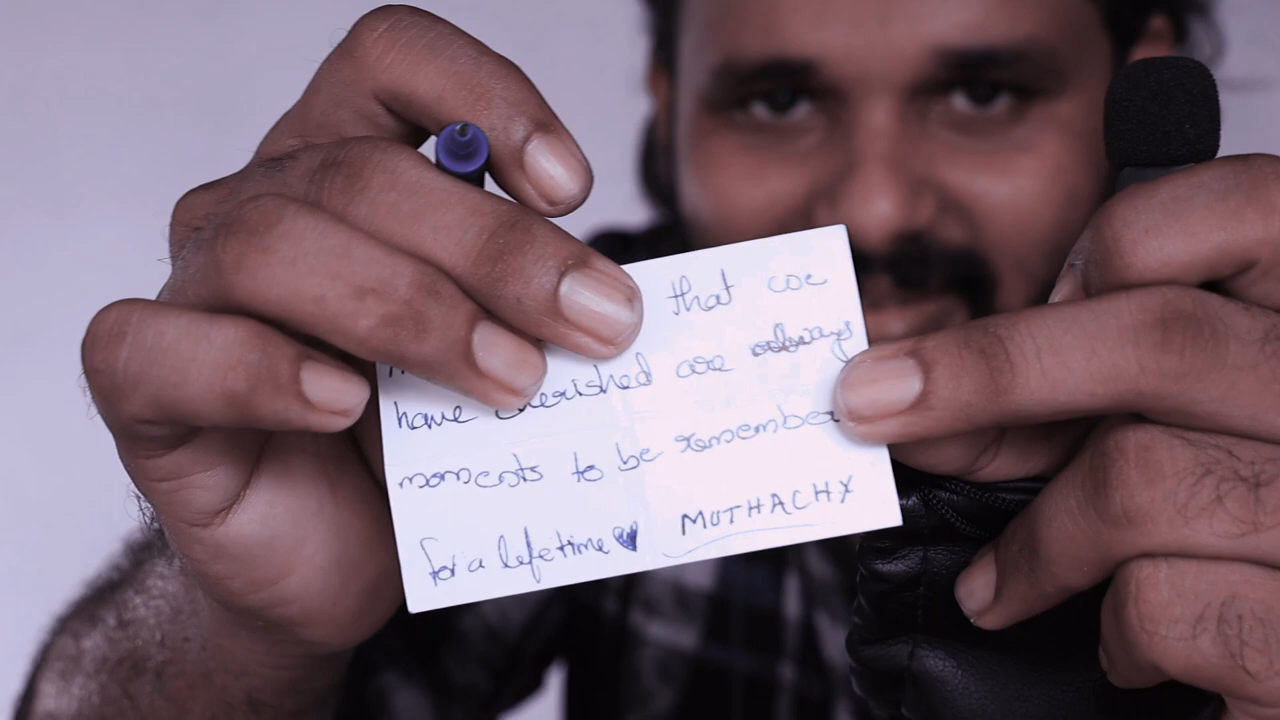 that we
have cherished are always
moments to be remember
for a lifetime
MUTHACHY